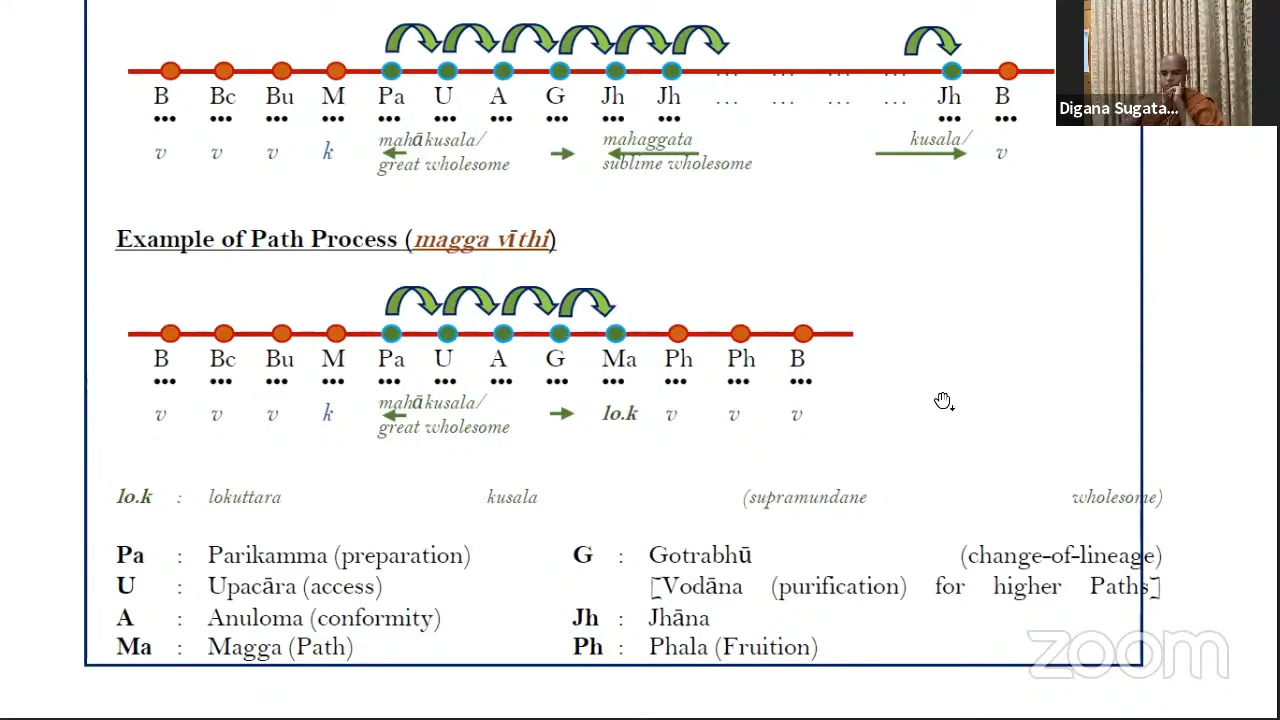 Digana Sugata...
B Bc Bu M Pa U A G Jh Jh ... ... ... ... Jh B
••• ••• ••• ••• ••• ••• ••• ••• ••• ••• ••• •••
v v v k mahākusala/ mahaggata kusala/ v
great wholesome sublime wholesome
Example of Path Process (magga vīthi)
B Bc Bu M Pa U A G Ma Ph Ph B
••• ••• ••• ••• ••• ••• ••• ••• ••• ••• ••• •••
v v v k mahākusala/ lo.k v v v
great wholesome
lo.k : lokuttara kusala (supramundane wholesome)
Pa : Parikamma (preparation) G : Gotrabhū (change-of-lineage)
U : Upacāra (access) [Vodāna (purification) for higher Paths]
A : Anuloma (conformity) Jh : Jhāna
Ma : Magga (Path) Ph : Phala (Fruition)
zoom